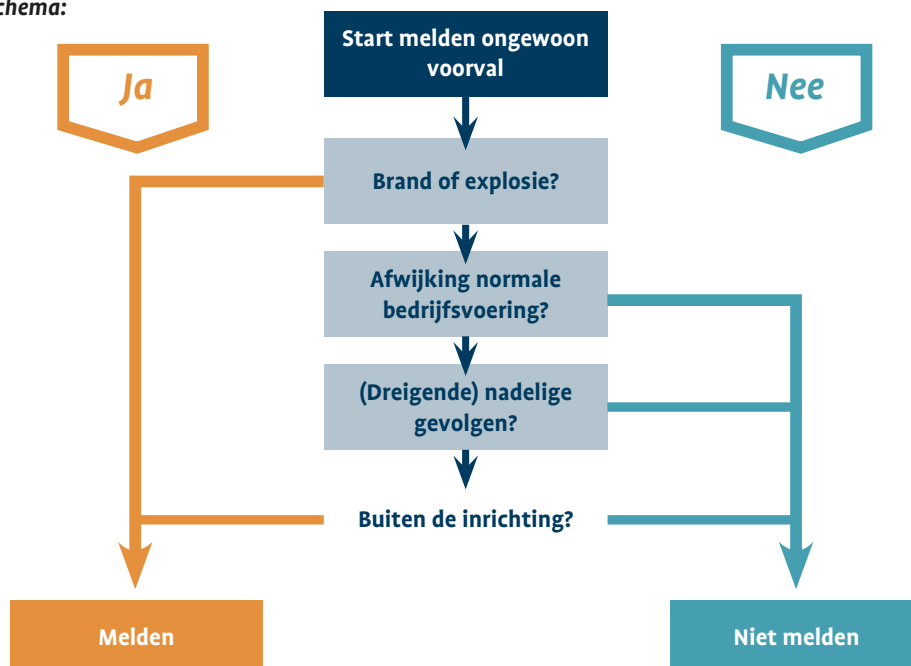 chema:
Start melden ongewoon
voorval
Ja
Nee
Brand of explosie?
Afwijking normale
bedrijfsvoering?
(Dreigende) nadelige
gevolgen?
Buiten de inrichting?
Melden
Niet melden